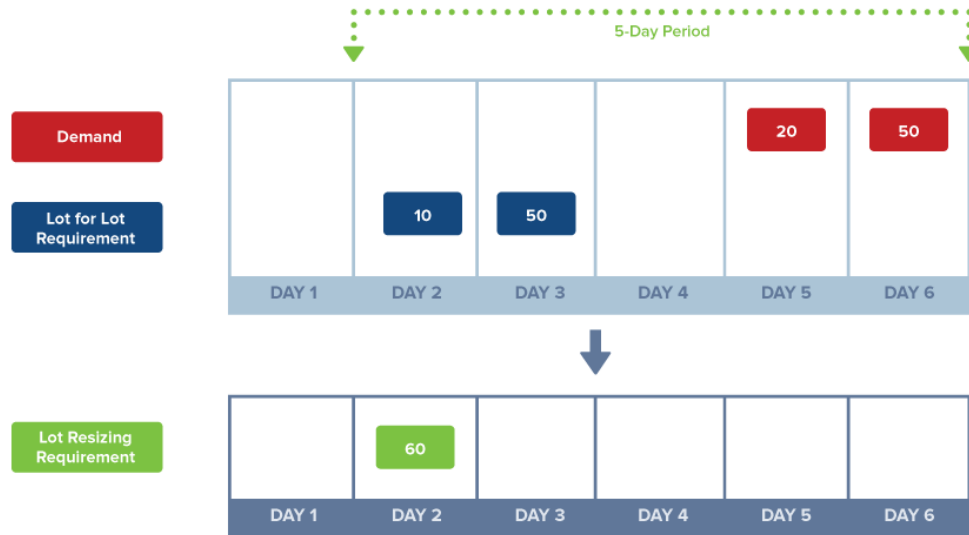 5-Day Period
Demand
20
50
Lot for Lot
Requirement
10
50
DAY 1
DAY 2
DAY 3
DAY 4
DAY 5
DAY 6
Lot Resizing
Requirement
60
DAY 1
DAY 2
DAY 3
DAY 4
DAY 5
DAY 6